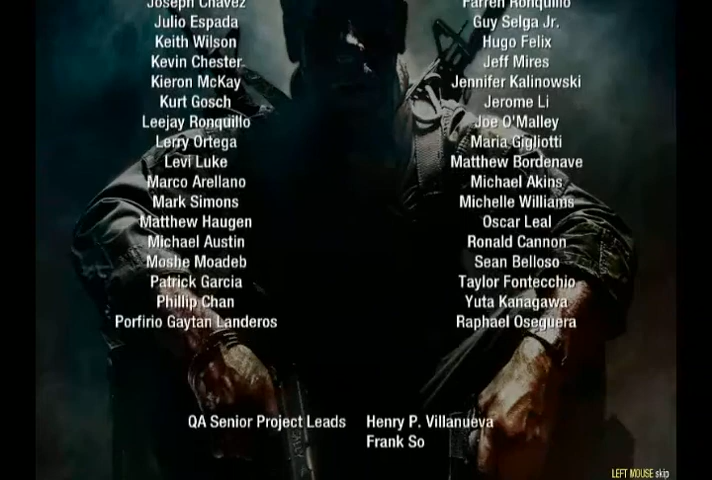 Joseph Chavez
Julio Espada
Keith Wilson
Kevin Chester
Kieron McKay
Kurt Gosch
Leejay Ronquillo
Lerry Ortega
Levi Luke
Marco Arellano
Mark Simons
Matthew Haugen
Michael Austin
Moshe Moadeb
Patrick Garcia
Phillip Chan
Porfirio Gaytan Landeros
Farren Ronquillo
Guy Selga Jr.
Hugo Felix
Jeff Mires
Jennifer Kalinowski
Jerome Li
Joe O'Malley
Maria Gigliotti
Matthew Bordenave
Michael Akins
Michelle Williams
Oscar Leal
Ronald Cannon
Sean Belloso
Taylor Fontecchio
Yuta Kanagawa
Raphael Oseguera
QA Senior Project Leads Henry P. Villanueva
Frank So
LEFT MOUSE skip